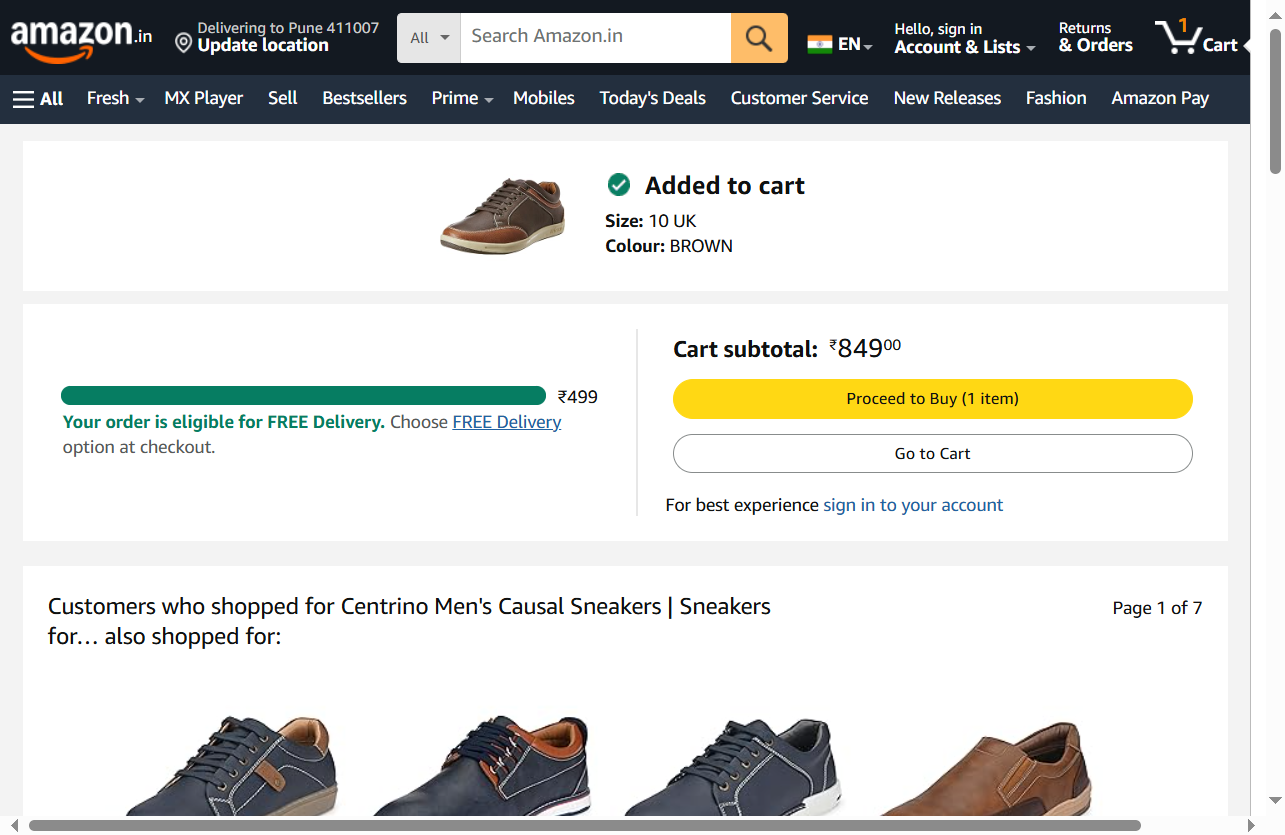 amazon.in
Delivering to Pune 411007
Update location
All
Search Amazon.in
EN
Hello, sign in
Account & Lists
Returns
& Orders
1
Cart
All
Fresh
MX Player
Sell
Bestsellers
Prime
Mobiles
Today's Deals
Customer Service
New Releases
Fashion
Amazon Pay
Added to cart
Size: 10 UK
Colour: BROWN
₹499
Your order is eligible for FREE Delivery. Choose FREE Delivery
option at checkout.
Cart subtotal: ₹84900
Proceed to Buy (1 item)
Go to Cart
For best experience sign in to your account
Customers who shopped for Centrino Men's Causal Sneakers | Sneakers
for… also shopped for:
Page 1 of 7